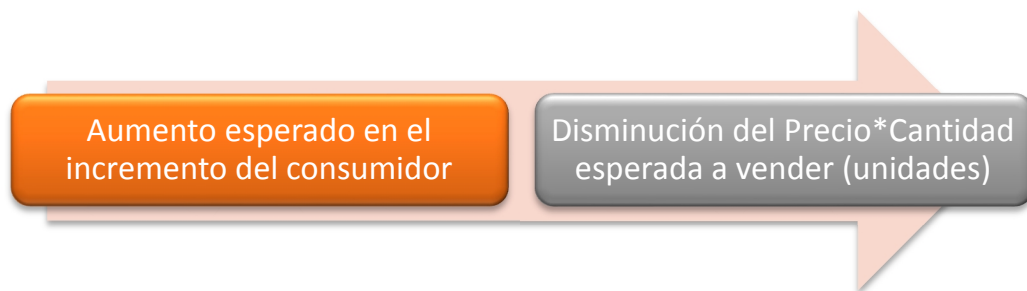 Aumento esperado en el
incremento del consumidor
Disminución del Precio*Cantidad
esperada a vender (unidades)